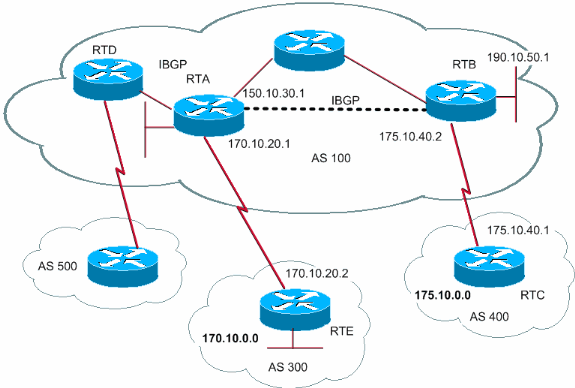 RTD
IBGP
RTA
190.10.50.1
RTB
150.10.30.1
IBGP
170.10.20.1
175.10.40.2
AS 100
175.10.40.1
AS 500
170.10.20.2
175.10.0.0
RTC
AS 400
170.10.0.0
RTE
AS 300